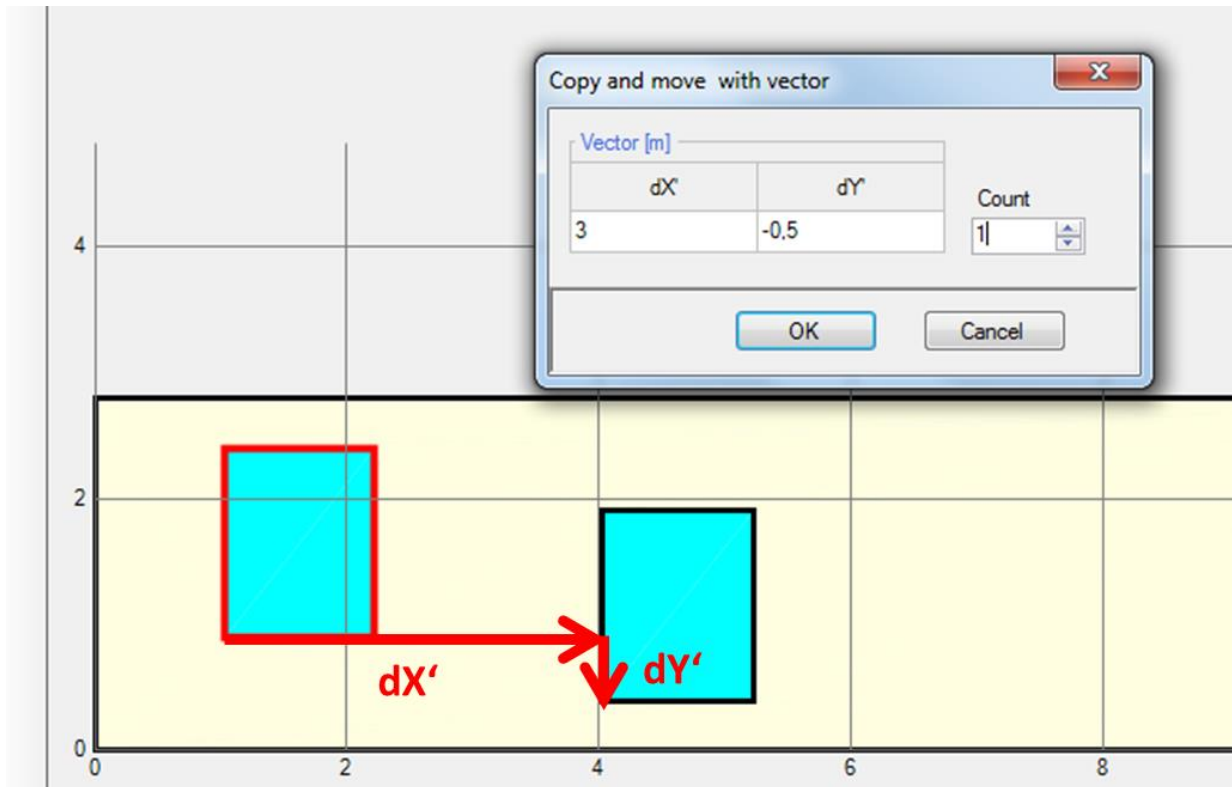 Copy and move with vector
Vector [m]
dX' dY'
Count
3 -0,5 1
OK Cancel
4
2
0
dX‘ dY‘
0 2 4 6 8